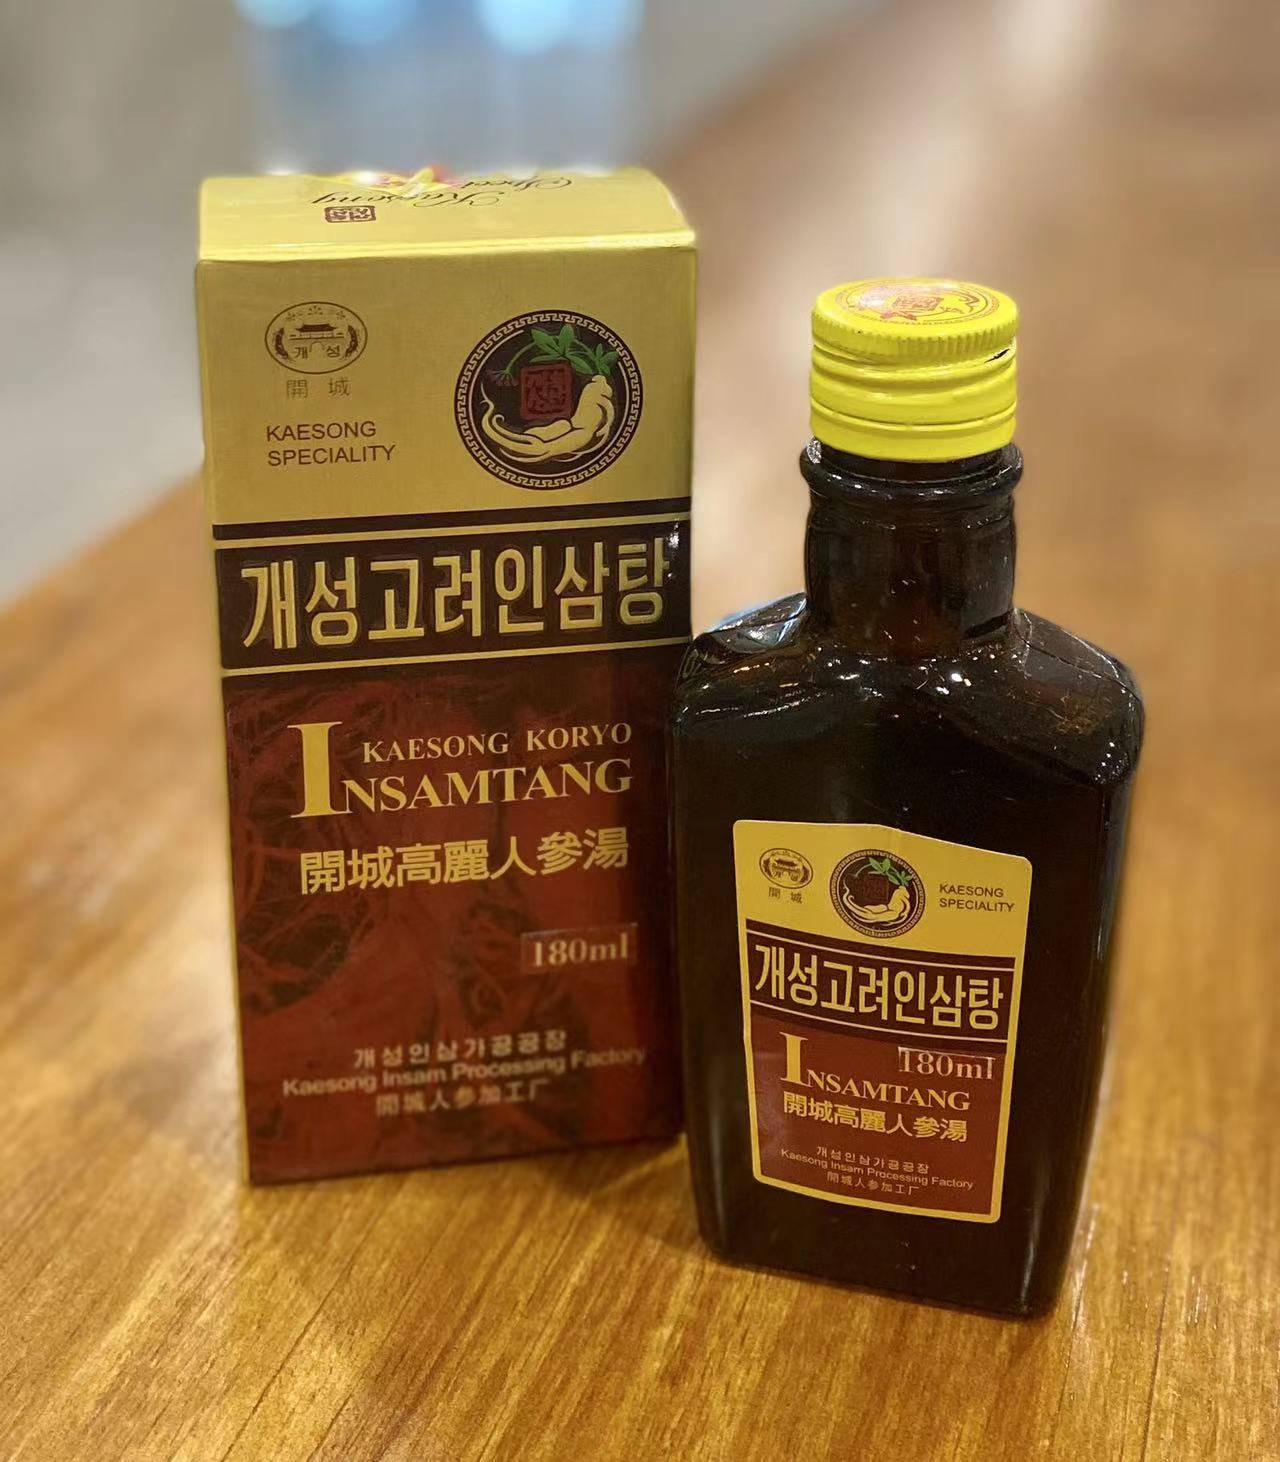 Kaesong
개성
開城
KAESONG
SPECIALITY
개성고려인삼탕
KAESONG KORYO
INSAMTANG
開城高麗人參湯
180ml
개성인삼가공공장
Kaesong Insam Processing Factory
開城人参加工厂
개성
開城
KAESONG
SPECIALITY
개성고려인삼탕
180ml
INSAMTANG
開城高麗人參湯
개성인삼가공공장
Kaesong Insam Processing Factory
開城人参加工厂